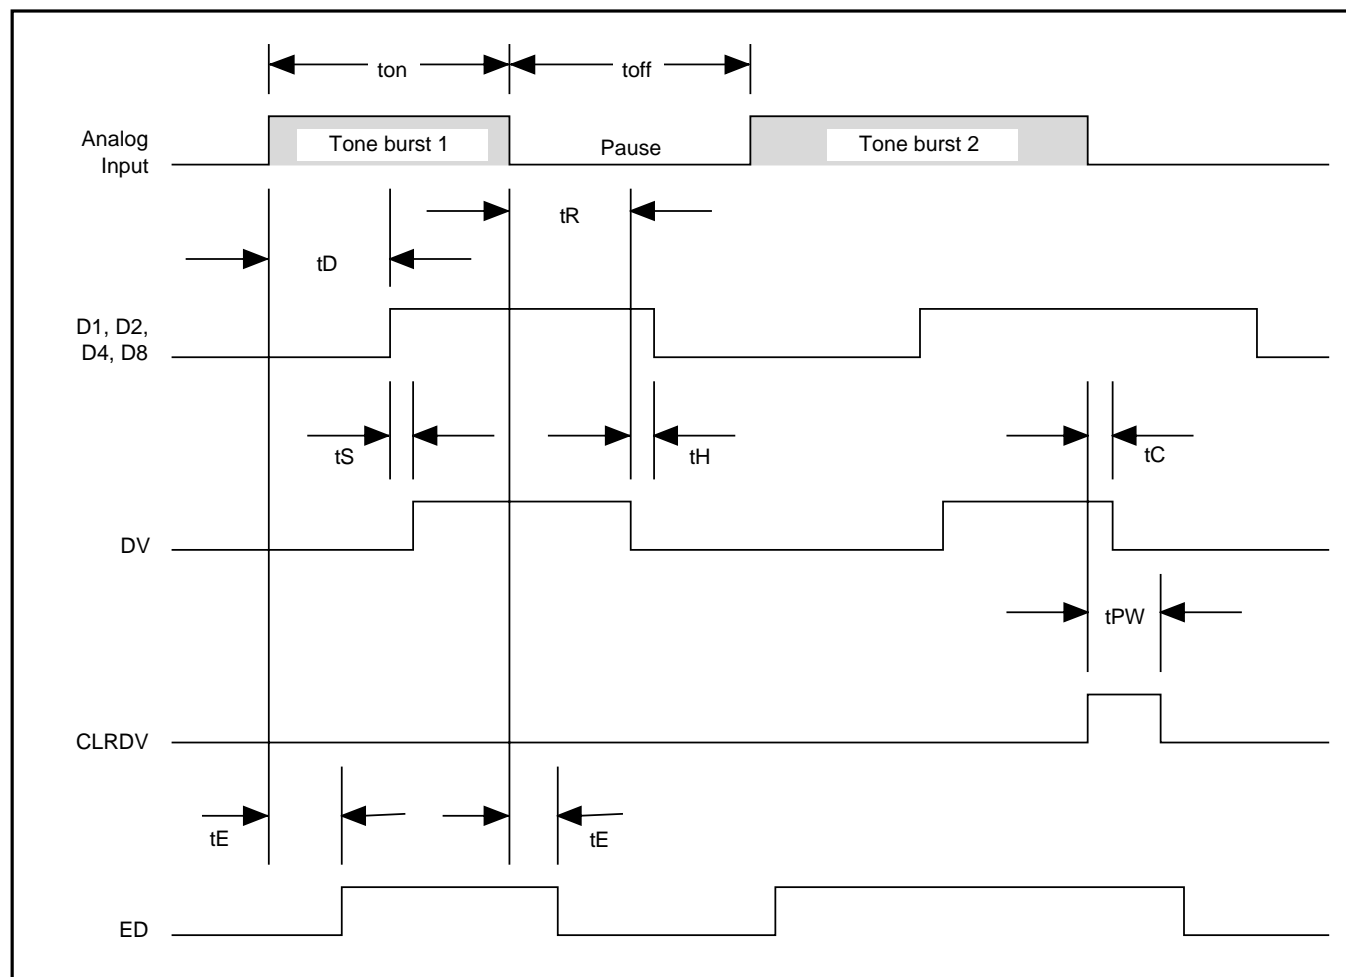 ton
toff
Analog
Input
Tone burst 1
Pause
Tone burst 2
tR
tD
D1, D2,
D4, D8
tS
tH
tC
DV
tPW
CLRDV
tE
tE
ED